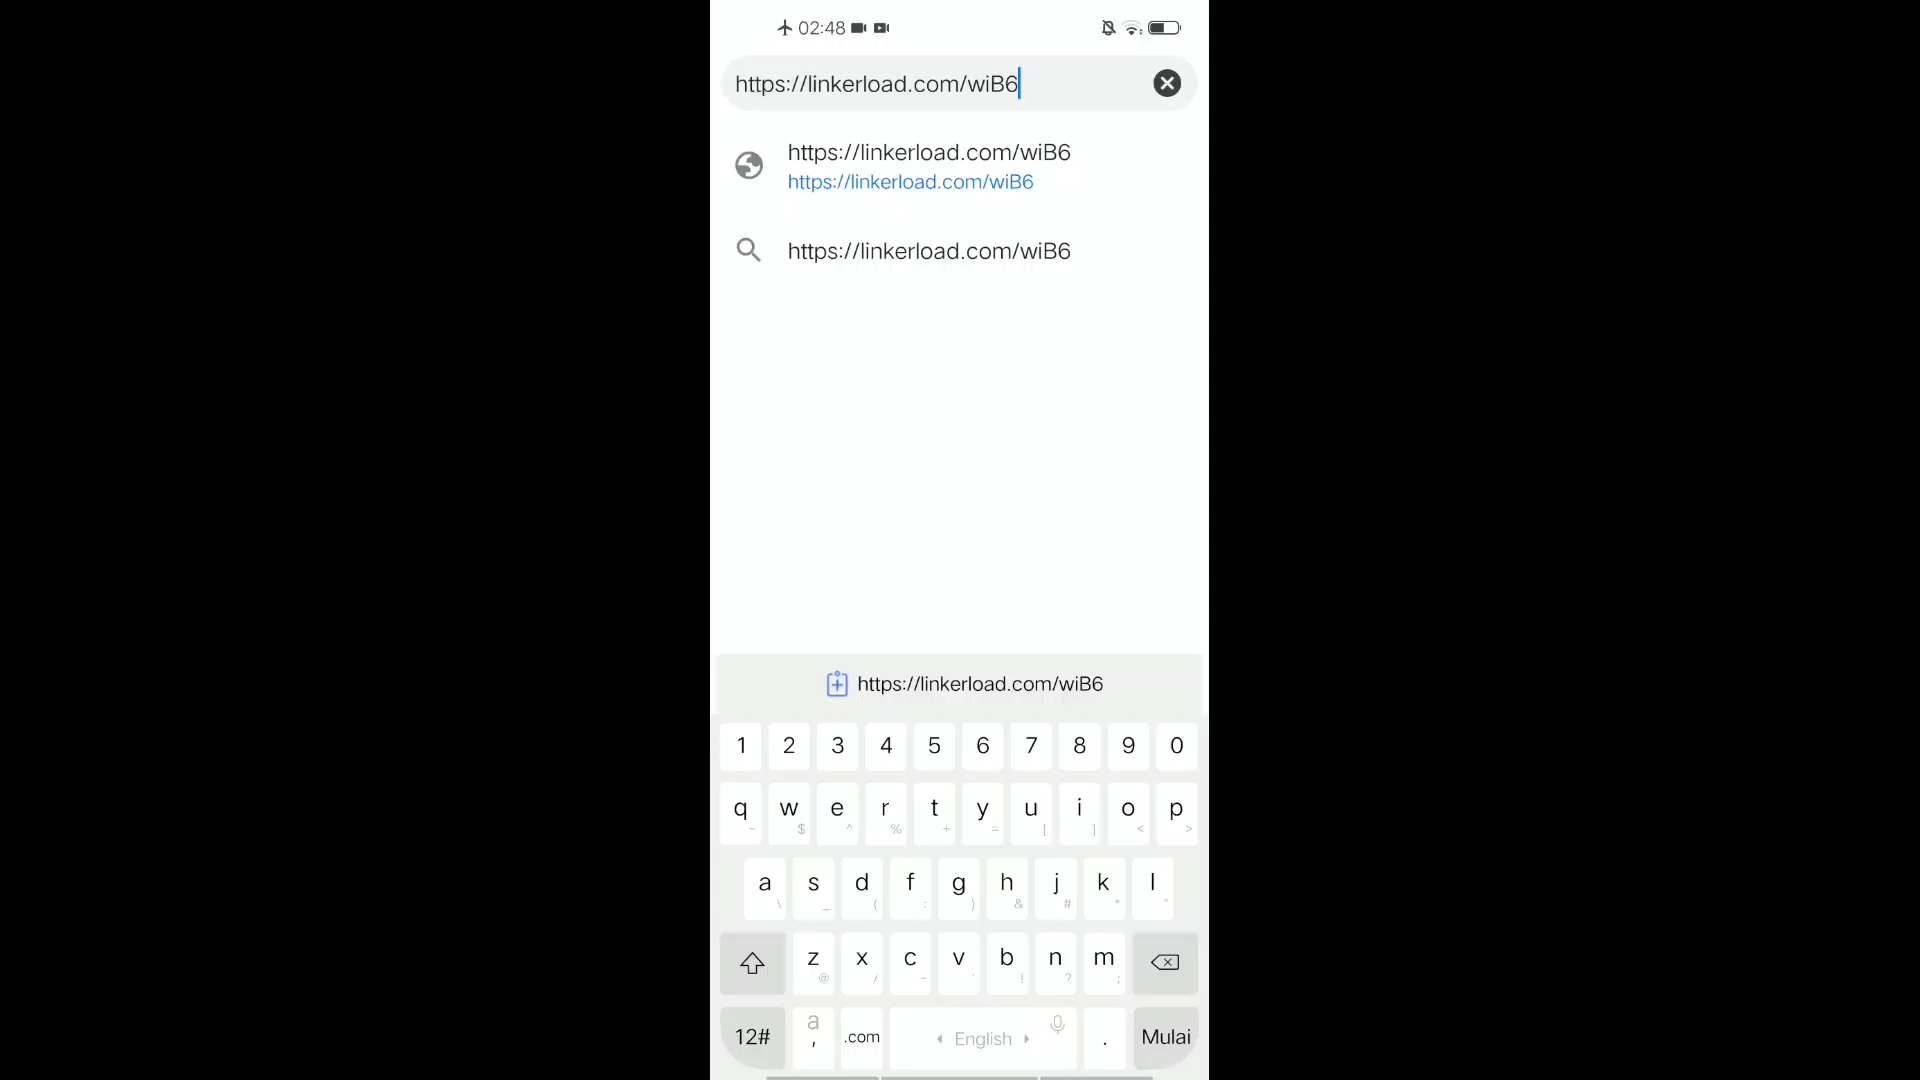 02:48
https://linkerload.com/wiB6
https://linkerload.com/wiB6
https://linkerload.com/wiB6
https://linkerload.com/wiB6
https://linkerload.com/wiB6
1 2 3 4 5 6 7 8 9 0
q w e r t y u i o p
~ $ ^ % + = [ ] < >
a s d f g h j k l
\ _ ( : ) & # * "
z x c v b n m
@ / - ' ! ? ;
12# a , .com English . Mulai